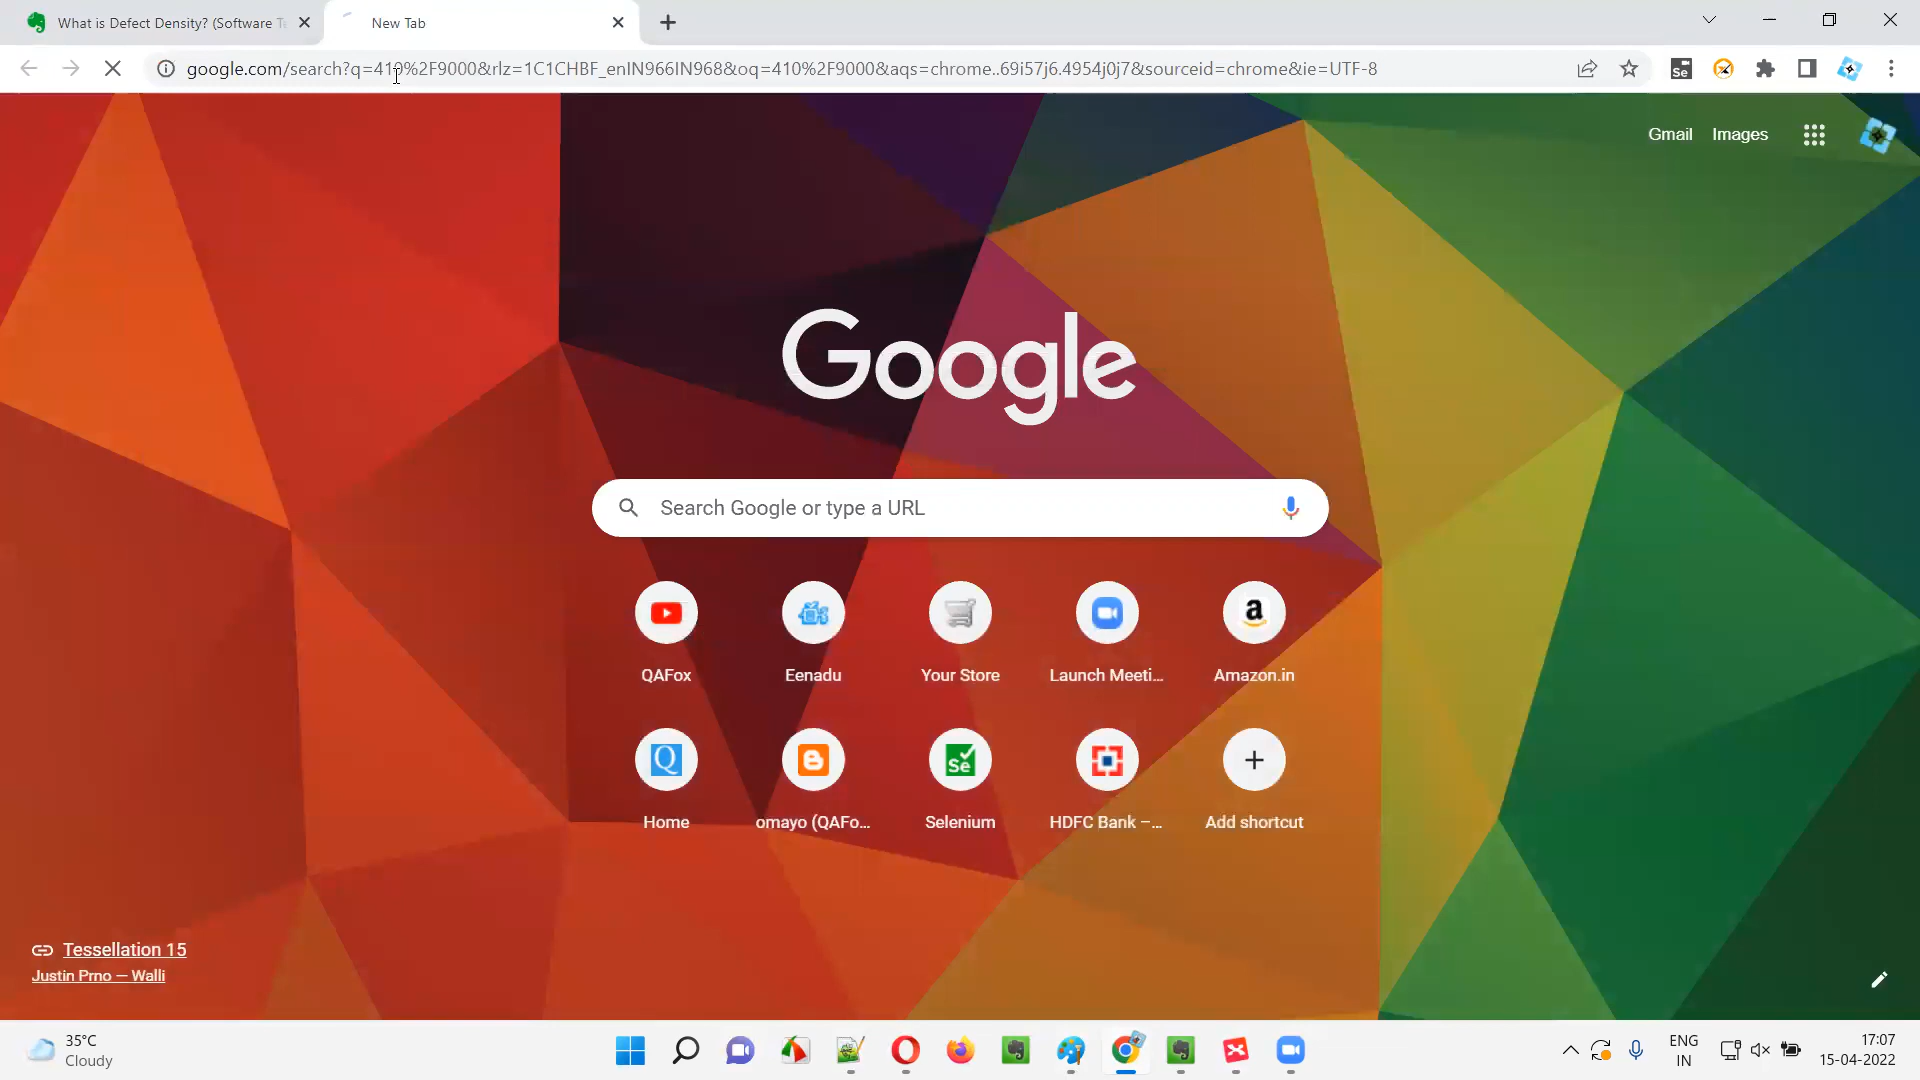 What is Defect Density? (Software Te
New Tab
google.com/search?q=410%2F9000&rlz=1C1CHBF_enIN966IN968&oq=410%2F9000&aqs=chrome..69i57j6.4954j0j7&sourceid=chrome&ie=UTF-8
Se
Gmail
Images
Google
Search Google or type a URL
QAFox
Eenadu
Your Store
Launch Meeti...
Amazon.in
Home
omayo (QAFo...
Selenium
HDFC Bank –...
Add shortcut
Tessellation 15
Justin Prno — Walli
35°C
Cloudy
ENG
IN
17:07
15-04-2022